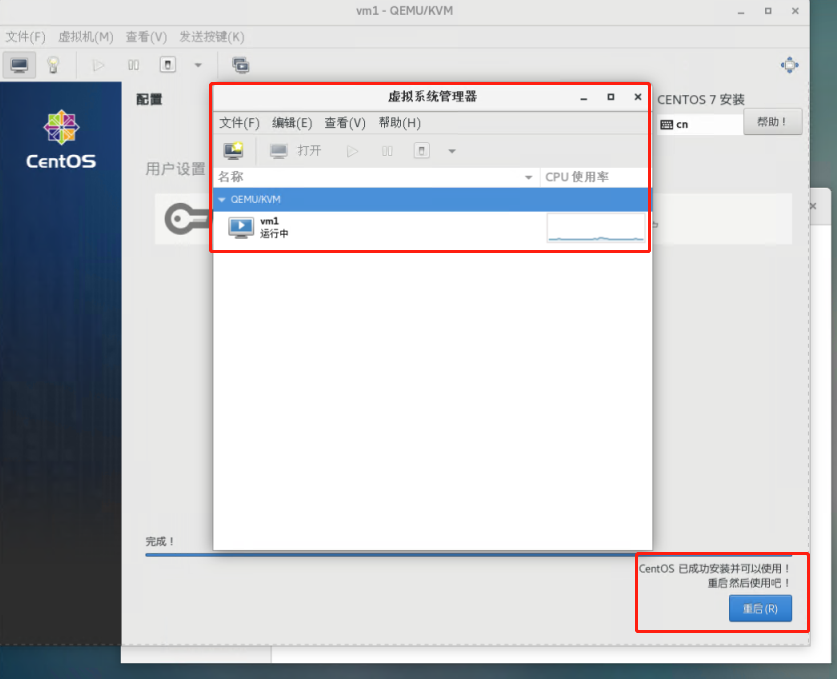 vm1 - QEMU/KVM
文件(F) 虚拟机(M) 查看(V) 发送按键(K)
配置
CENTOS 7 安装
cn
帮助！
CentOS
用户设置
虚拟系统管理器
文件(F) 编辑(E) 查看(V) 帮助(H)
打开
名称 CPU 使用率
QEMU/KVM
vm1
运行中
完成！
CentOS 已成功安装并可以使用！
重启然后使用吧！
重启(R)